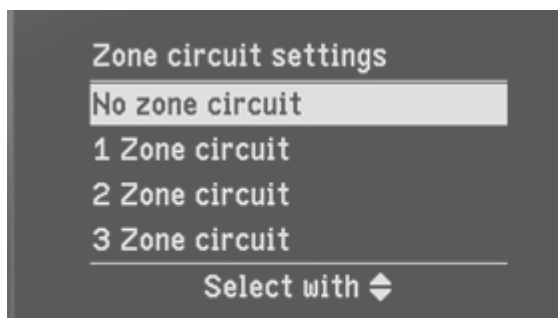 Zone circuit settings
No zone circuit
1 Zone circuit
2 Zone circuit
3 Zone circuit
Select with